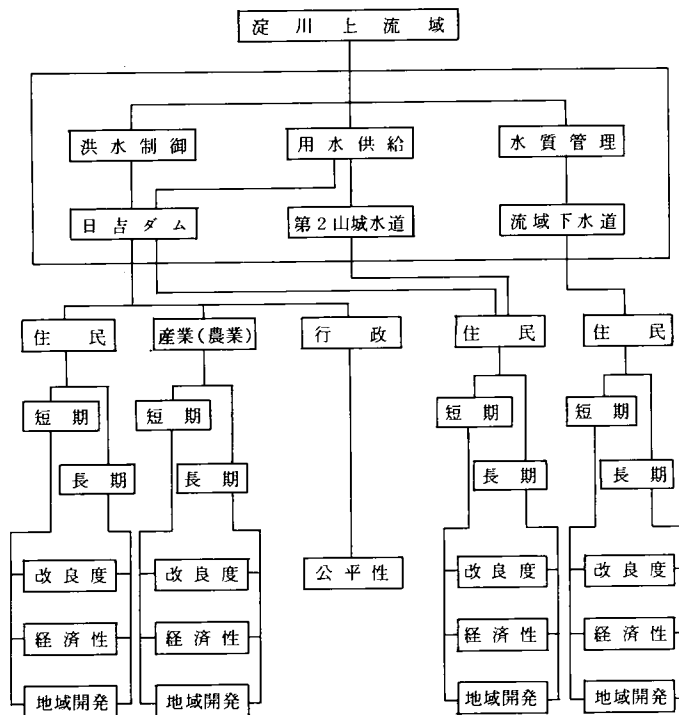 淀川上流域
洪水制御 用水供給 水質管理
日吉ダム 第2山城水道 流域下水道
住民 産業(農業) 行政 住民 住民
短期 短期 短期 短期
長期 長期 長期 長期
改良度 改良度 公平性 改良度 改良度
経済性 経済性 経済性 経済性
地域開発 地域開発 地域開発 地域開発